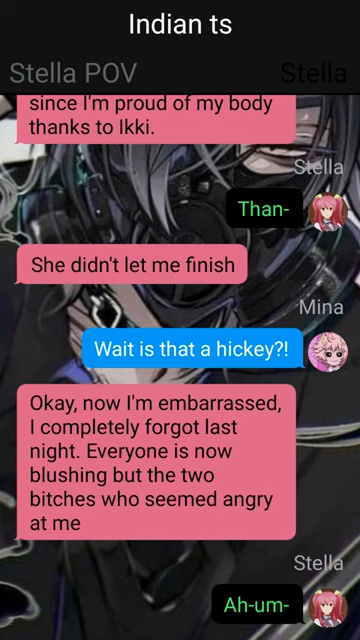 Indian ts
Stella POV
Stella
since I'm proud of my body
thanks to Ikki.
Stella
Than-
She didn't let me finish
Mina
Wait is that a hickey?!
Okay, now I'm embarrassed,
I completely forgot last
night. Everyone is now
blushing but the two
bitches who seemed angry
at me
Stella
Ah-um-